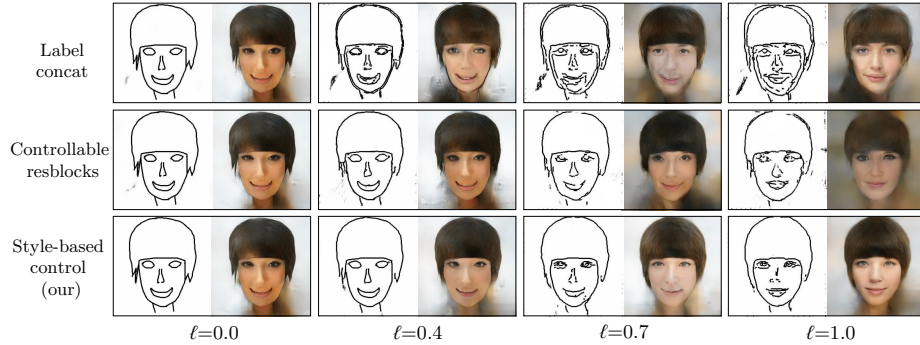 Label
concat
Controllable
resblocks
Style-based
control
(our)
ℓ=0.0
ℓ=0.4
ℓ=0.7
ℓ=1.0